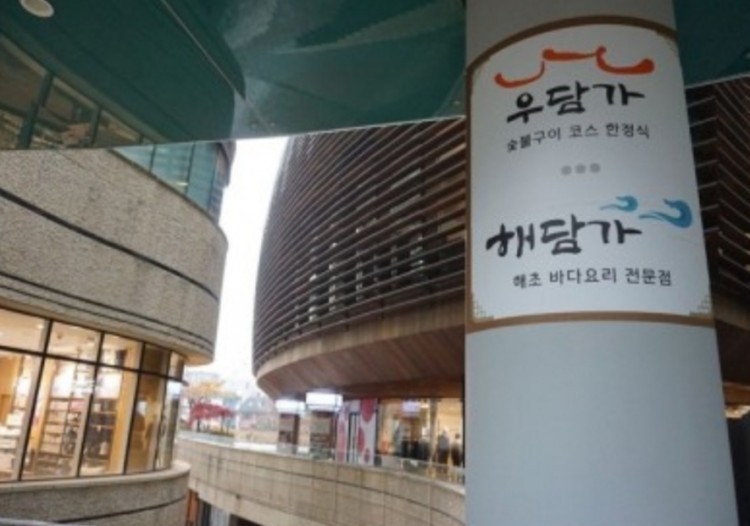 우담가
숯불구이 코스 한정식
해담가
해초 바다요리 전문점